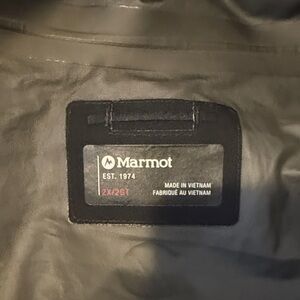 Marmot
EST. 1974
2X/2GT
MADE IN VIETNAM
FABRIQUÉ AU VIETNAM